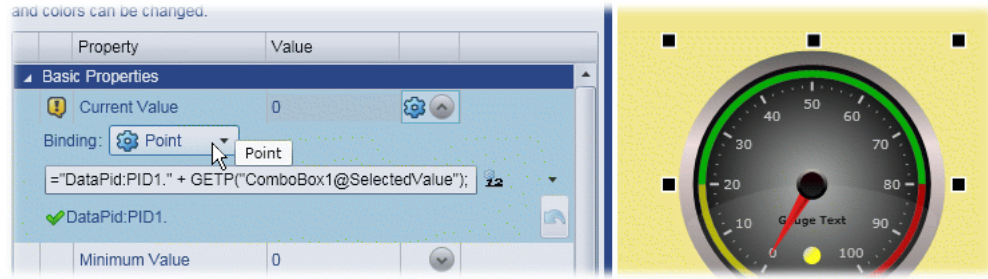 and colors can be changed.
Property Value
Basic Properties
Current Value 0
Binding: Point
Point
="DataPid:PID1." + GETP("ComboBox1@SelectedValue"); 12
DataPid:PID1.
Minimum Value 0
50
40 60
30 70
20 80
10 Gauge Text 90
0 100